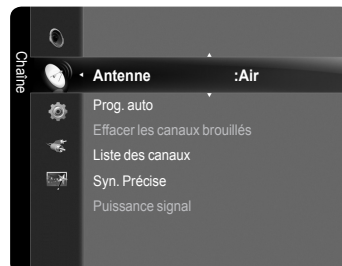 Chaîne
Antenne :Air
Prog. auto
Effacer les canaux brouillés
Liste des canaux
Syn. Précise
Puissance signal